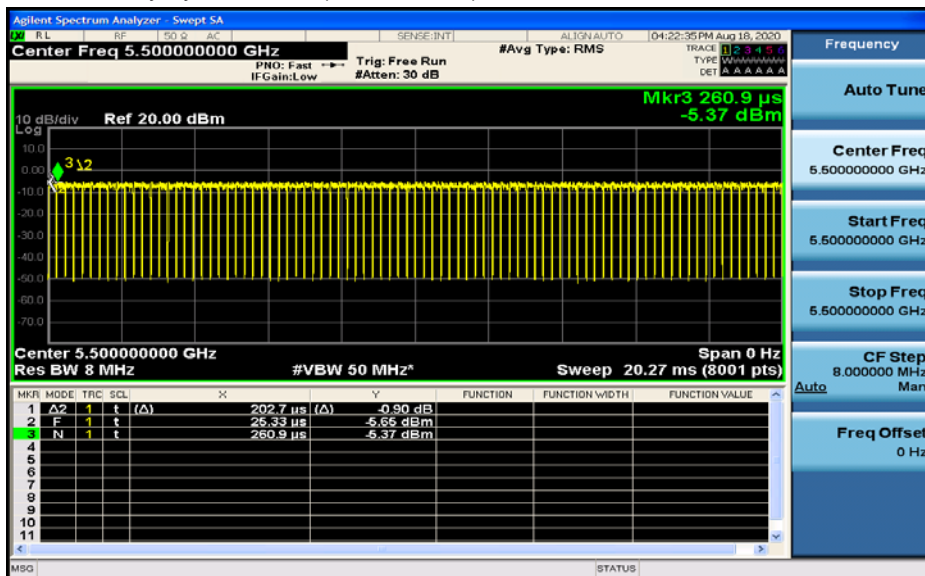 Agilent Spectrum Analyzer - Swept SA
LXI RL RF 50 Ω AC SENSE:INT ALIGNAUTO 04:22:35 PM Aug 18, 2020
Center Freq 5.500000000 GHz #Avg Type: RMS TRACE 1 2 3 4 5 6
PNO: Fast Trig: Free Run TYPE WWWWWW
IFGain:Low #Atten: 30 dB DET A A A A A A
Mkr3 260.9 µs
-5.37 dBm
10 dB/div Ref 20.00 dBm
Log
10.0
0.00
-10.0
-20.0
-30.0
-40.0
-50.0
-60.0
-70.0
3 2
Center 5.500000000 GHz Span 0 Hz
Res BW 8 MHz #VBW 50 MHz* Sweep 20.27 ms (8001 pts)
MKR MODE TRC SCL X Y FUNCTION FUNCTION WIDTH FUNCTION VALUE
1 Δ2 1 t (Δ) 202.7 µs (Δ) -0.90 dB
2 F 1 t 25.33 µs -5.65 dBm
3 N 1 t 260.9 µs -5.37 dBm
4
5
6
7
8
9
10
11
MSG STATUS
Frequency
Auto Tune
Center Freq
5.500000000 GHz
Start Freq
5.500000000 GHz
Stop Freq
5.500000000 GHz
CF Step
8.000000 MHz
Auto Man
Freq Offset
0 Hz